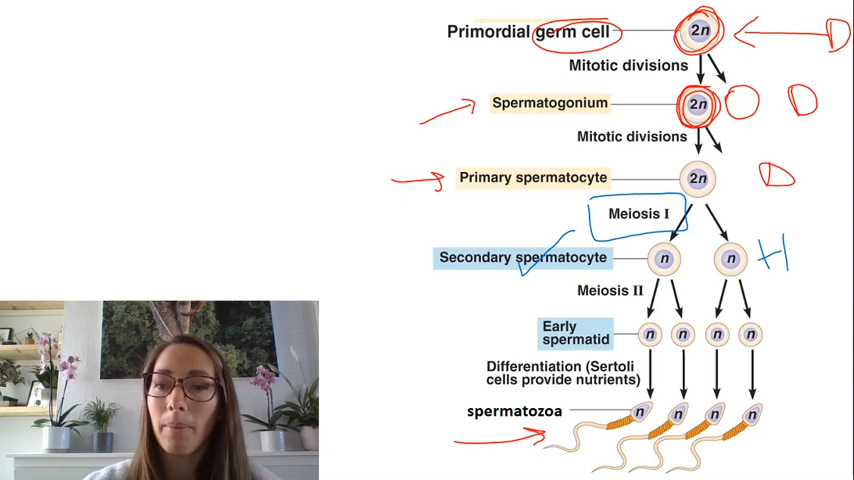 Primordial germ cell
2n
D
Mitotic divisions
Spermatogonium
2n
D
Mitotic divisions
Primary spermatocyte
2n
D
Meiosis I
Secondary spermatocyte
n
n
H
Meiosis II
Early
spermatid
n
n
n
n
Differentiation (Sertoli
cells provide nutrients)
spermatozoa
n
n
n
n